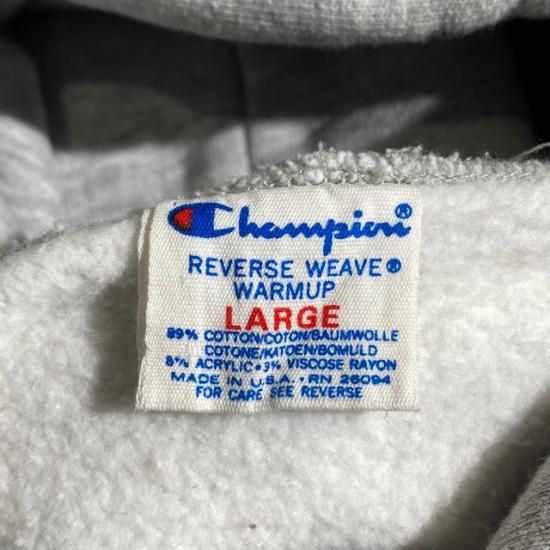 Champion®
REVERSE WEAVE®
WARMUP
LARGE
89% COTTON/COTON/BAUMWOLLE
COTONE/KATOEN/BOMULD
8% ACRYLIC • 3% VISCOSE RAYON
MADE IN U.S.A. • RN 26094
FOR CARE SEE REVERSE